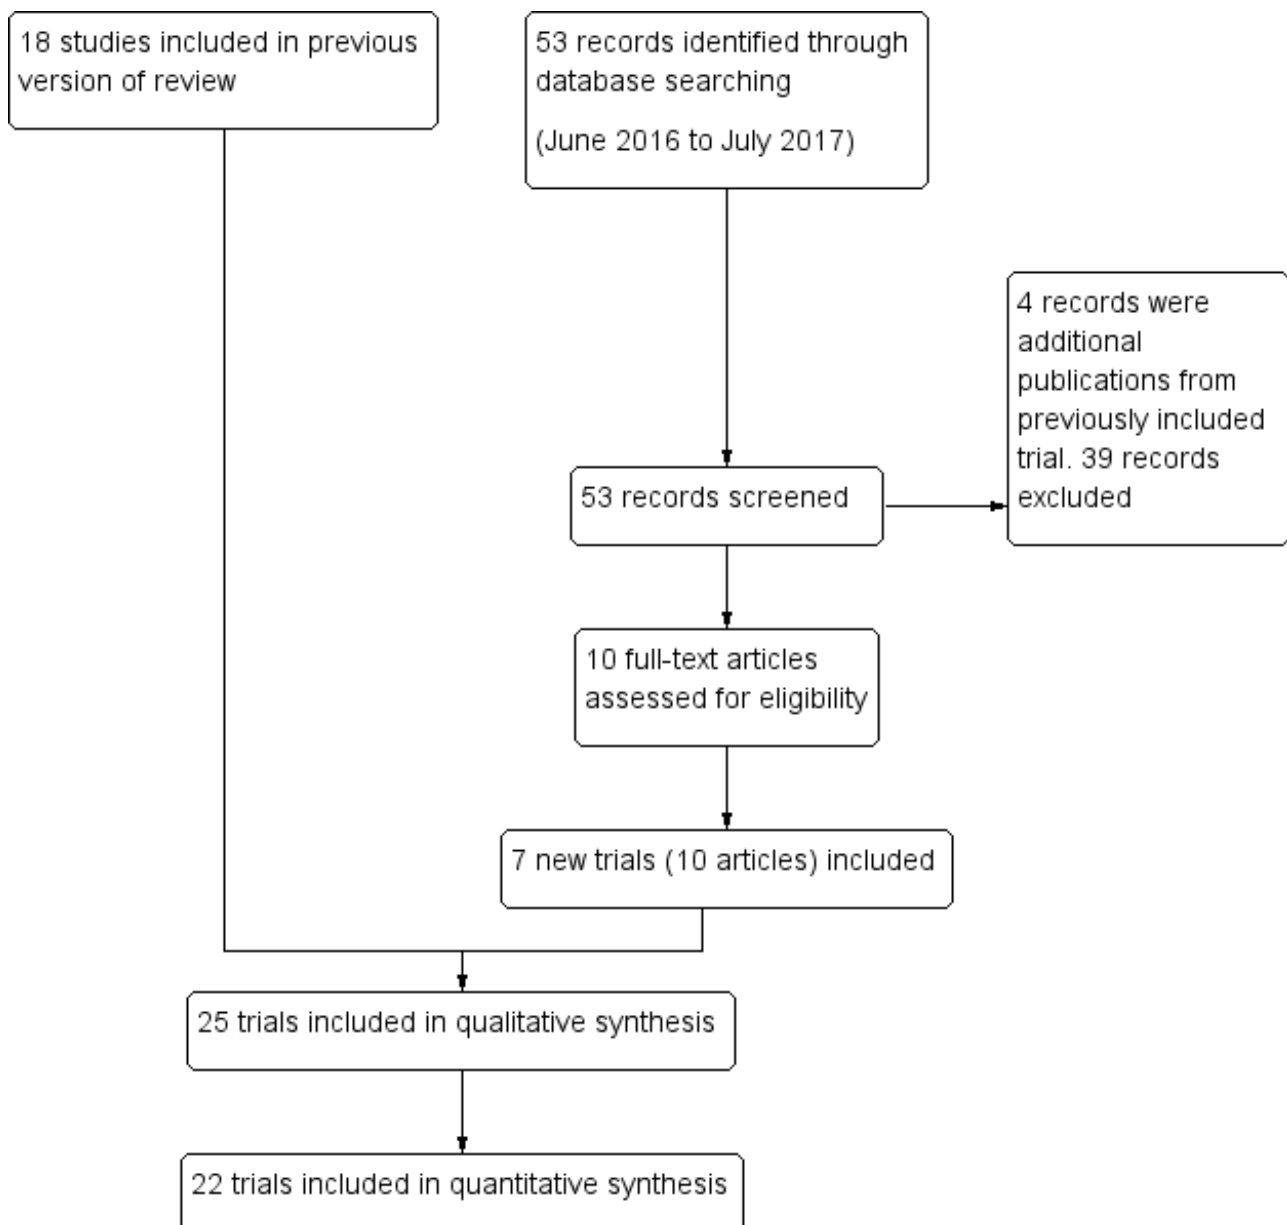 18 studies included in previous
version of review
53 records identified through
database searching
(June 2016 to July 2017)
4 records were
additional
publications from
previously included
trial. 39 records
excluded
53 records screened
10 full-text articles
assessed for eligibility
7 new trials (10 articles) included
25 trials included in qualitative synthesis
22 trials included in quantitative synthesis